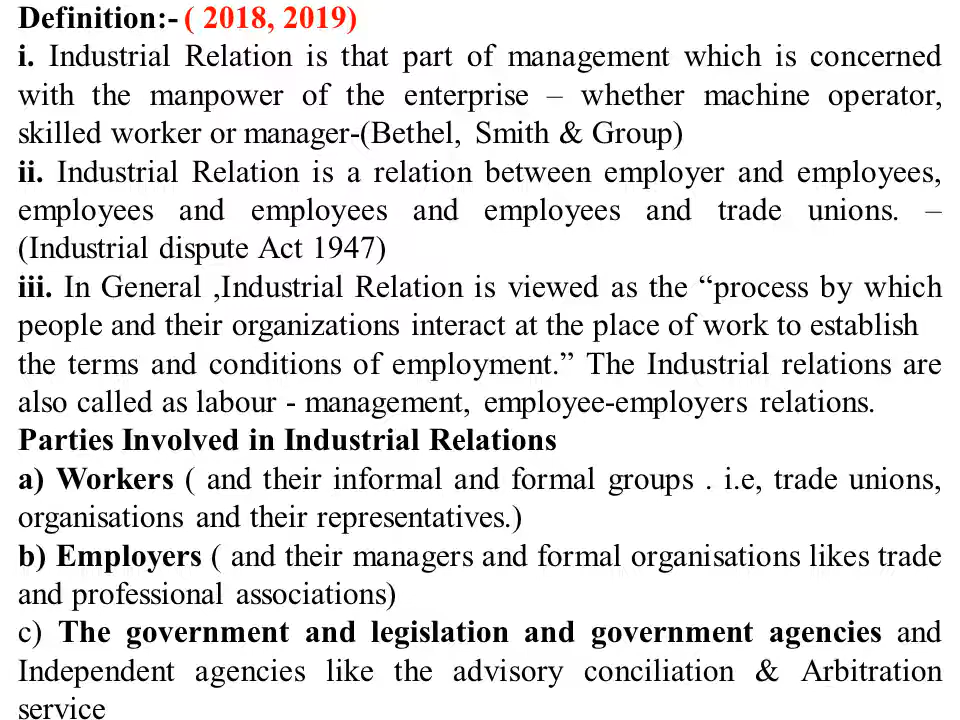 Definition:- ( 2018, 2019)
i. Industrial Relation is that part of management which is concerned
with the manpower of the enterprise – whether machine operator,
skilled worker or manager-(Bethel, Smith & Group)
ii. Industrial Relation is a relation between employer and employees,
employees and employees and employees and trade unions. –
(Industrial dispute Act 1947)
iii. In General ,Industrial Relation is viewed as the “process by which
people and their organizations interact at the place of work to establish
the terms and conditions of employment.” The Industrial relations are
also called as labour - management, employee-employers relations.
Parties Involved in Industrial Relations
a) Workers ( and their informal and formal groups . i.e, trade unions,
organisations and their representatives.)
b) Employers ( and their managers and formal organisations likes trade
and professional associations)
c) The government and legislation and government agencies and
Independent agencies like the advisory conciliation & Arbitration
service